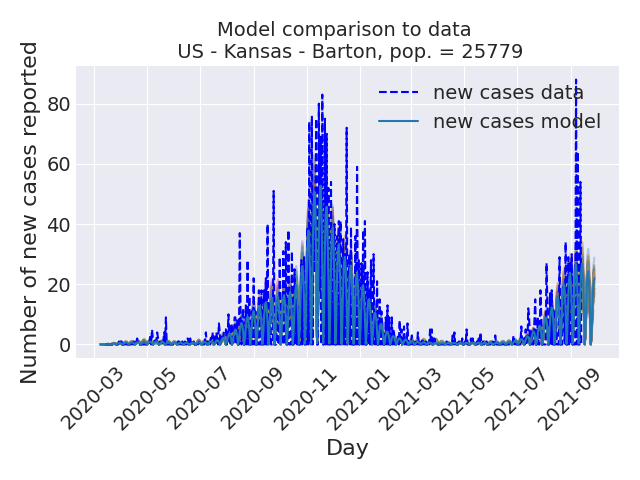 Model comparison to data
US - Kansas - Barton, pop. = 25779
Number of new cases reported
80
60
40
20
0
new cases data
new cases model
2020-03
2020-05
2020-07
2020-09
2020-11
2021-01
2021-03
2021-05
2021-07
2021-09
Day